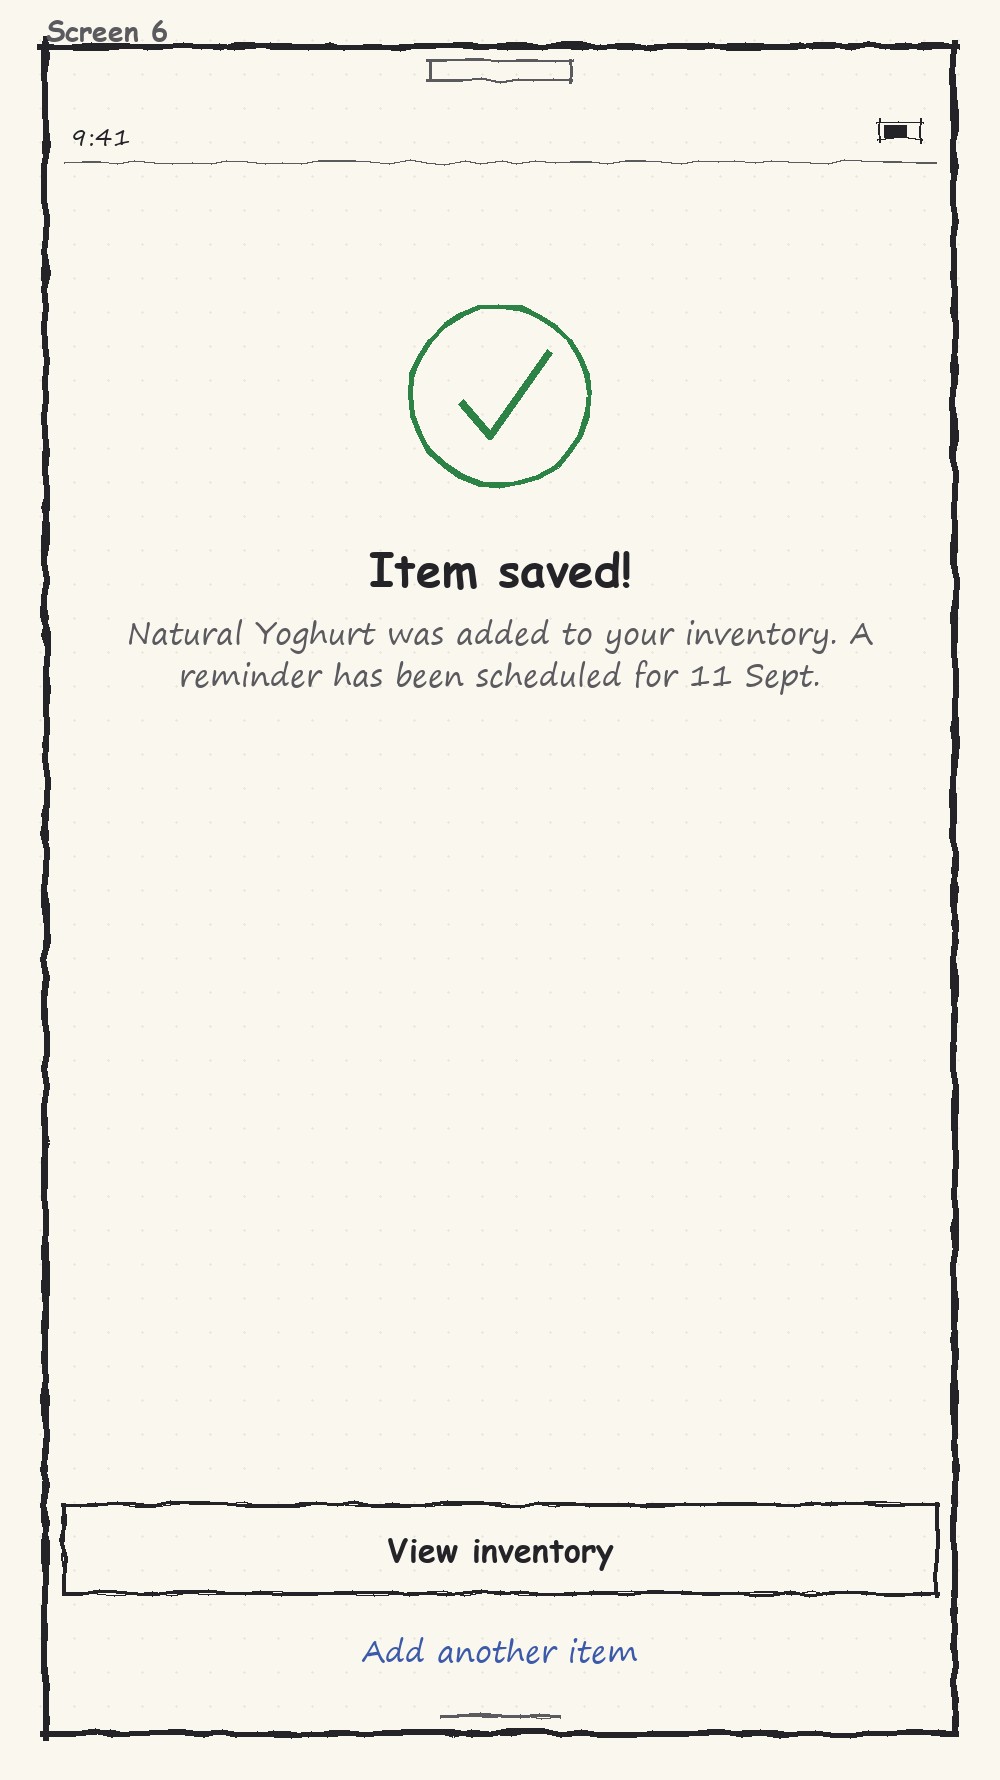 Screen 6
9:41
Item saved!
Natural Yoghurt was added to your inventory. A
reminder has been scheduled for 11 Sept.
View inventory
Add another item